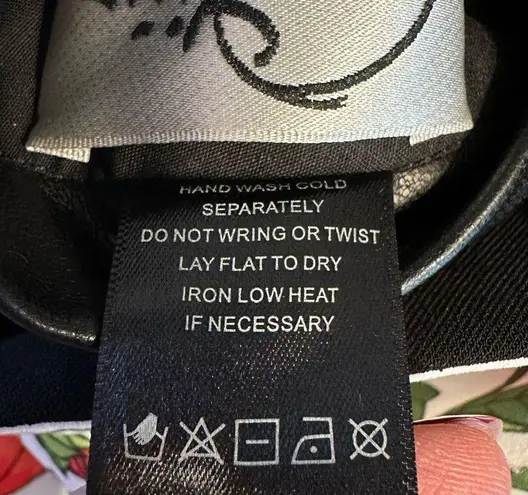 HAND WASH COLD
SEPARATELY
DO NOT WRING OR TWIST
LAY FLAT TO DRY
IRON LOW HEAT
IF NECESSARY